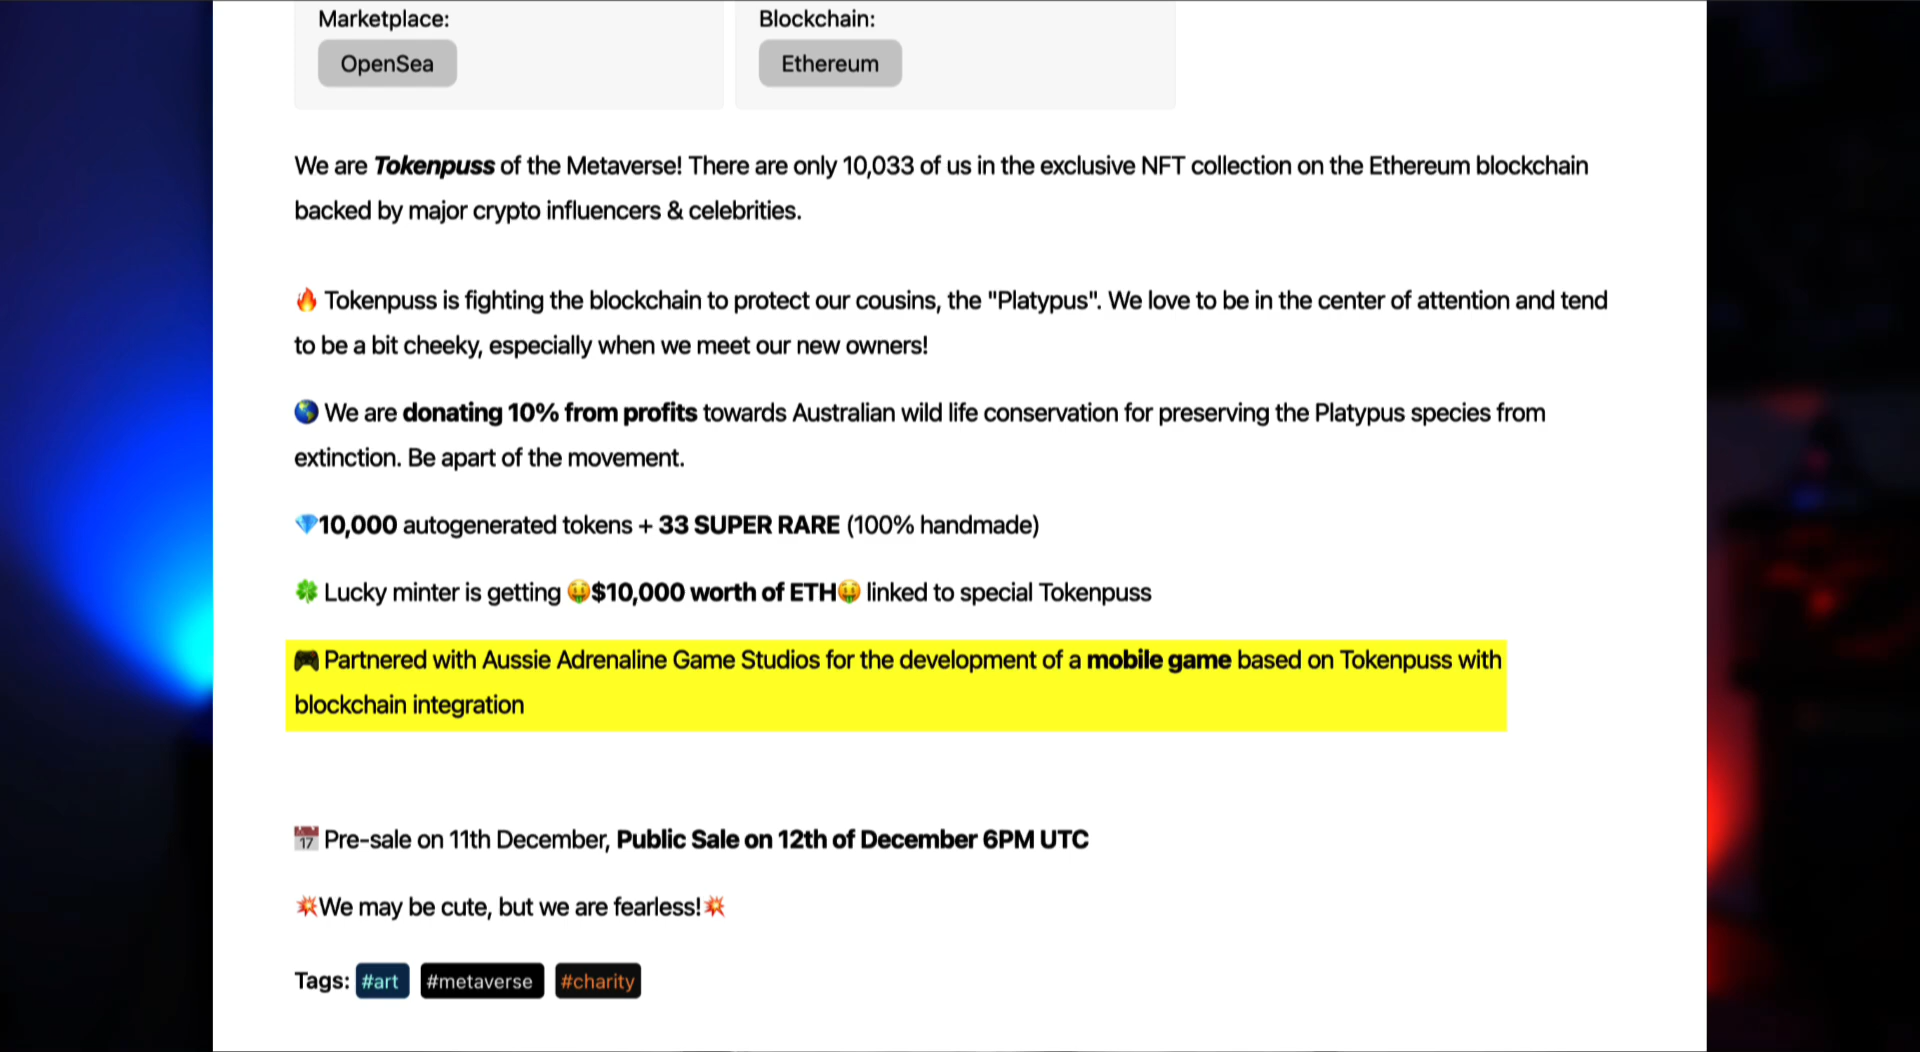 Marketplace: Blockchain:
OpenSea Ethereum
We are Tokenpuss of the Metaverse! There are only 10,033 of us in the exclusive NFT collection on the Ethereum blockchain
backed by major crypto influencers & celebrities.
🔥 Tokenpuss is fighting the blockchain to protect our cousins, the "Platypus". We love to be in the center of attention and tend
to be a bit cheeky, especially when we meet our new owners!
🌎 We are donating 10% from profits towards Australian wild life conservation for preserving the Platypus species from
extinction. Be apart of the movement.
💎10,000 autogenerated tokens + 33 SUPER RARE (100% handmade)
🍀 Lucky minter is getting 🤑$10,000 worth of ETH🤑 linked to special Tokenpuss
🎮 Partnered with Aussie Adrenaline Game Studios for the development of a mobile game based on Tokenpuss with
blockchain integration
📅 Pre-sale on 11th December, Public Sale on 12th of December 6PM UTC
💥We may be cute, but we are fearless!💥
Tags: #art #metaverse #charity